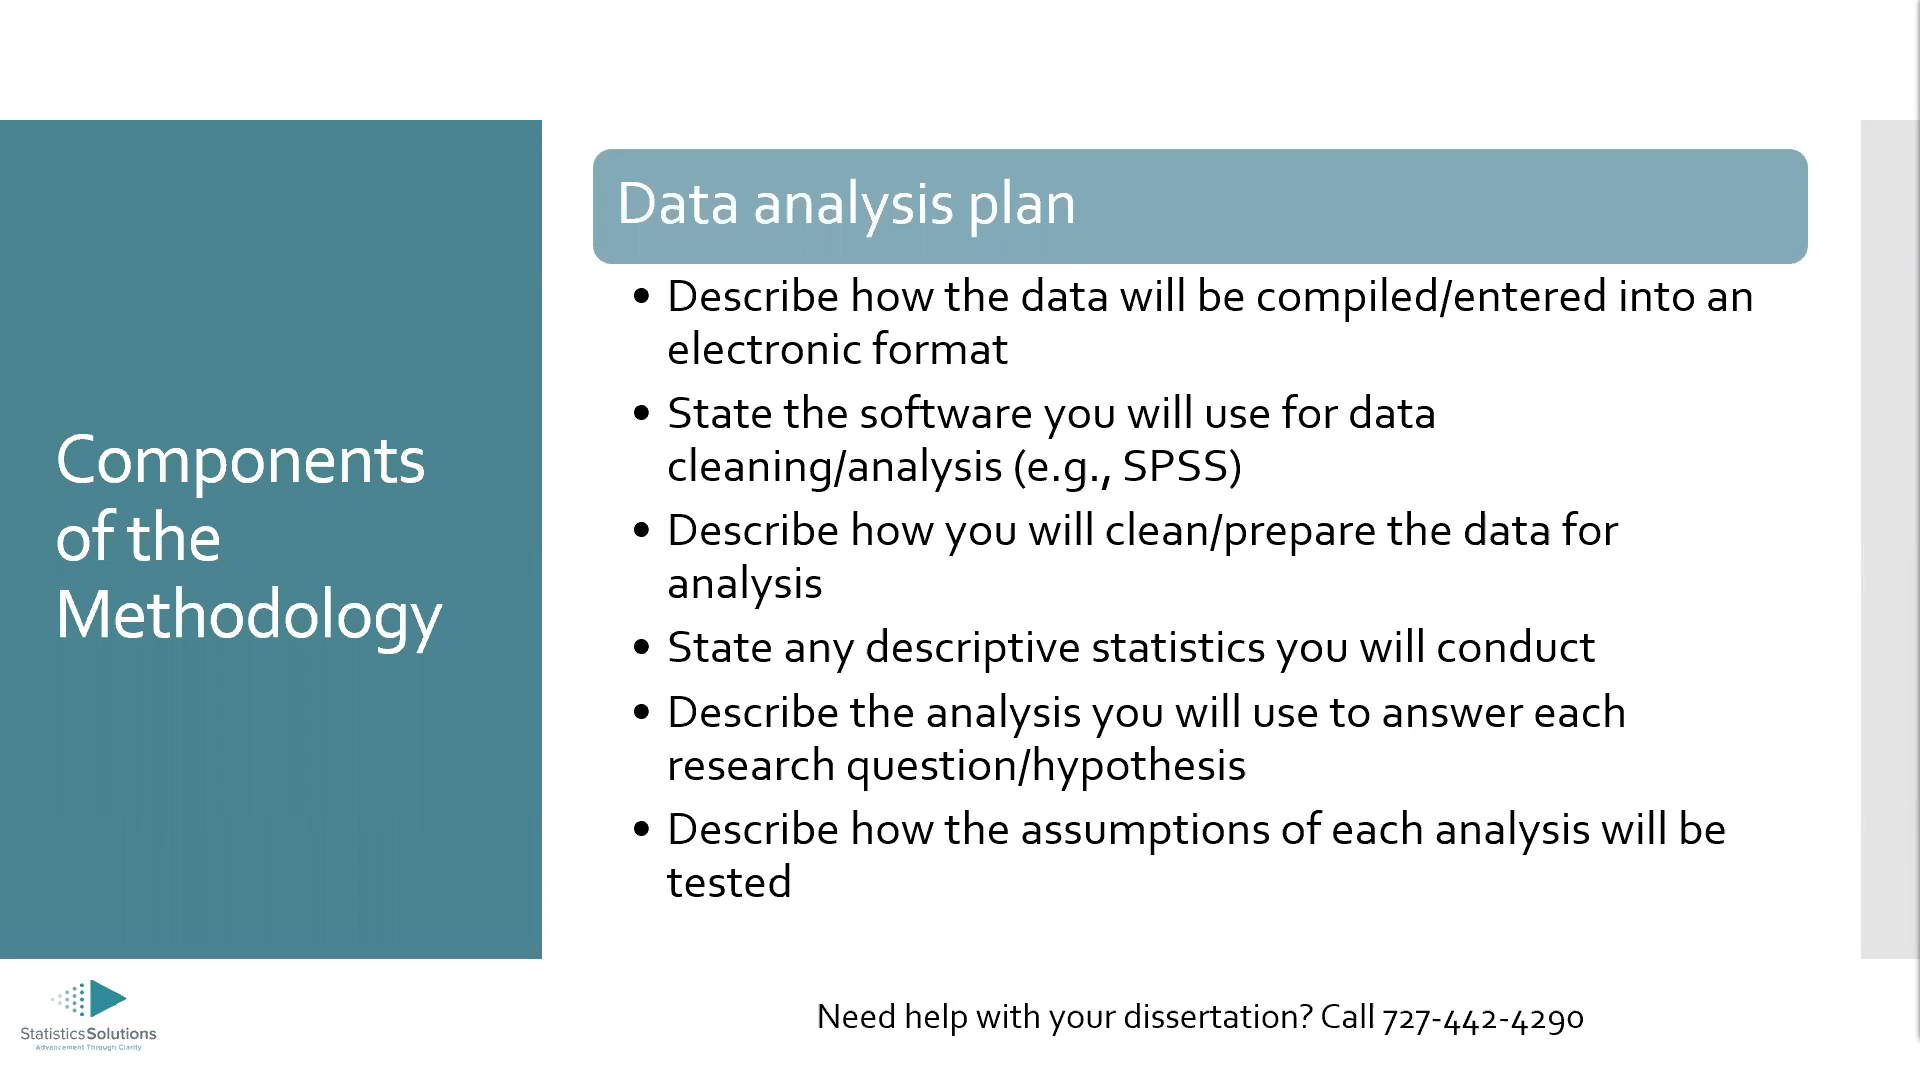 Components
of the
Methodology
Data analysis plan
• Describe how the data will be compiled/entered into an
electronic format
• State the software you will use for data
cleaning/analysis (e.g., SPSS)
• Describe how you will clean/prepare the data for
analysis
• State any descriptive statistics you will conduct
• Describe the analysis you will use to answer each
research question/hypothesis
• Describe how the assumptions of each analysis will be
tested
StatisticsSolutions
Advancement Through Clarity
Need help with your dissertation? Call 727-442-4290